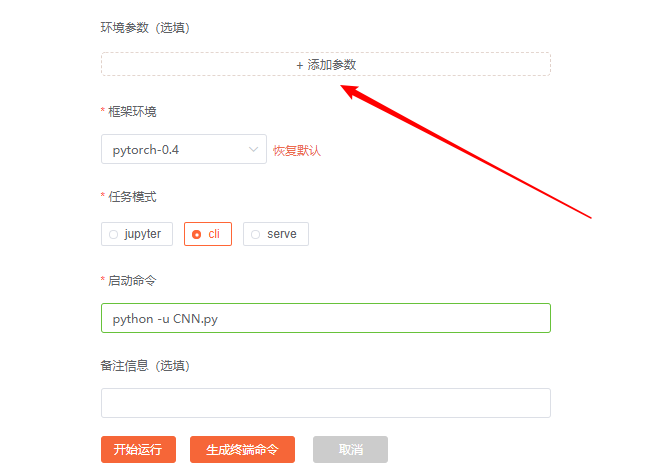 环境参数（选填）
+ 添加参数
* 框架环境
pytorch-0.4 恢复默认
* 任务模式
jupyter cli serve
* 启动命令
python -u CNN.py
备注信息（选填）
开始运行 生成终端命令 取消